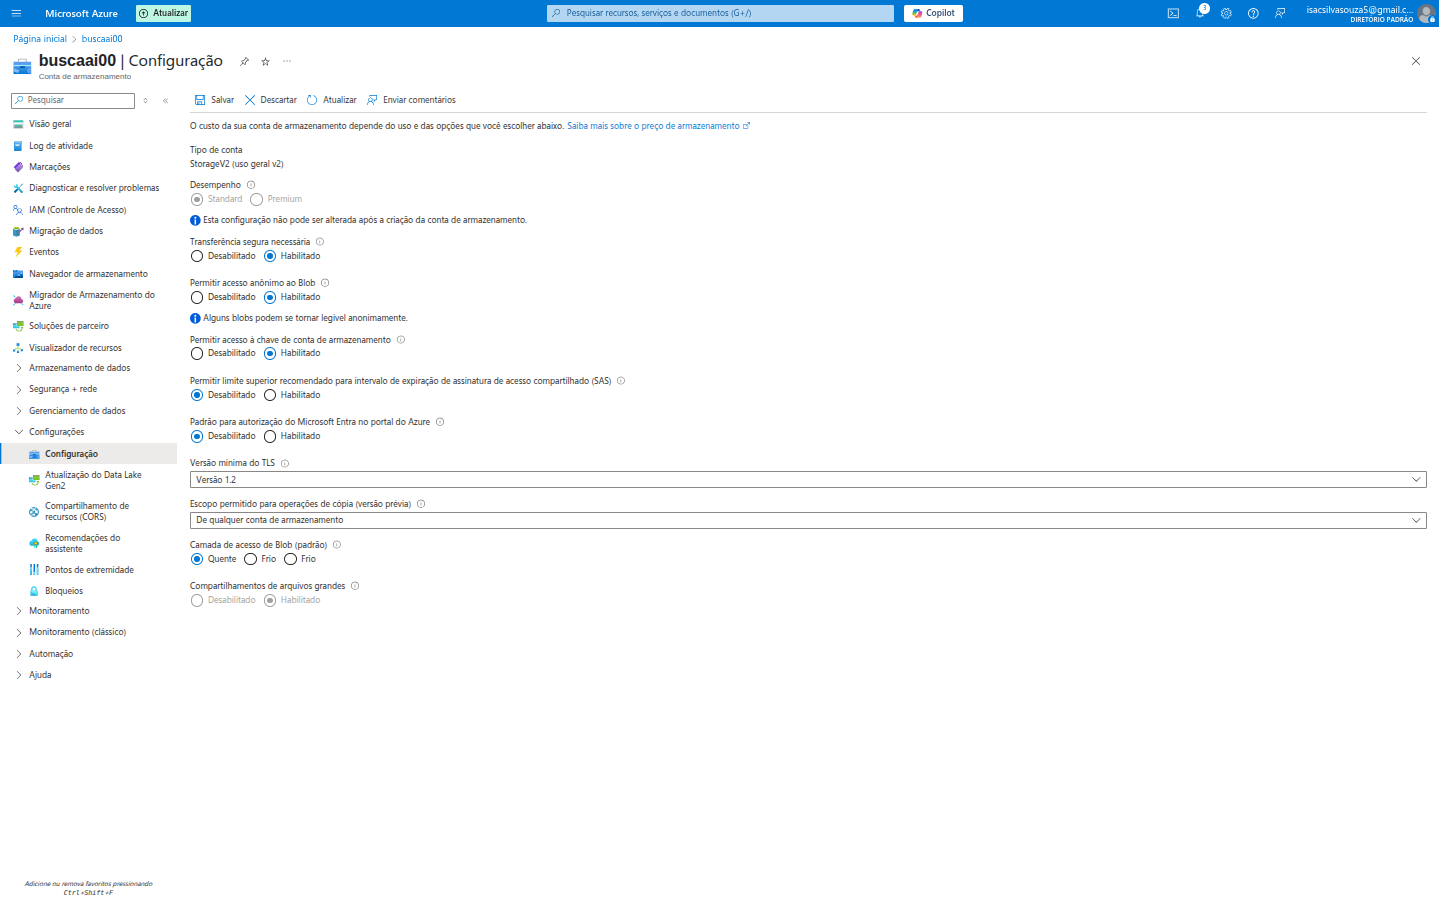 Microsoft Azure
Atualizar
Pesquisar recursos, serviços e documentos (G+/)
Copilot
3
isacsilvasouza5@gmail.c...
DIRETÓRIO PADRÃO
Página inicial > buscaai00
buscaai00 | Configuração
Conta de armazenamento
Pesquisar
Visão geral
Log de atividade
Marcações
Diagnosticar e resolver problemas
IAM (Controle de Acesso)
Migração de dados
Eventos
Navegador de armazenamento
Migrador de Armazenamento do
Azure
Soluções de parceiro
Visualizador de recursos
Armazenamento de dados
Segurança + rede
Gerenciamento de dados
Configurações
Configuração
Atualização do Data Lake
Gen2
Compartilhamento de
recursos (CORS)
Recomendações do
assistente
Pontos de extremidade
Bloqueios
Monitoramento
Monitoramento (clássico)
Automação
Ajuda
Adicione ou remova favoritos pressionando
Ctrl+Shift+F
Salvar
Descartar
Atualizar
Enviar comentários
O custo da sua conta de armazenamento depende do uso e das opções que você escolher abaixo. Saiba mais sobre o preço de armazenamento
Tipo de conta
StorageV2 (uso geral v2)
Desempenho
Standard
Premium
Esta configuração não pode ser alterada após a criação da conta de armazenamento.
Transferência segura necessária
Desabilitado
Habilitado
Permitir acesso anônimo ao Blob
Desabilitado
Habilitado
Alguns blobs podem se tornar legível anonimamente.
Permitir acesso à chave de conta de armazenamento
Desabilitado
Habilitado
Permitir limite superior recomendado para intervalo de expiração de assinatura de acesso compartilhado (SAS)
Desabilitado
Habilitado
Padrão para autorização do Microsoft Entra no portal do Azure
Desabilitado
Habilitado
Versão mínima do TLS
Versão 1.2
Escopo permitido para operações de cópia (versão prévia)
De qualquer conta de armazenamento
Camada de acesso de Blob (padrão)
Quente
Frio
Frio
Compartilhamentos de arquivos grandes
Desabilitado
Habilitado